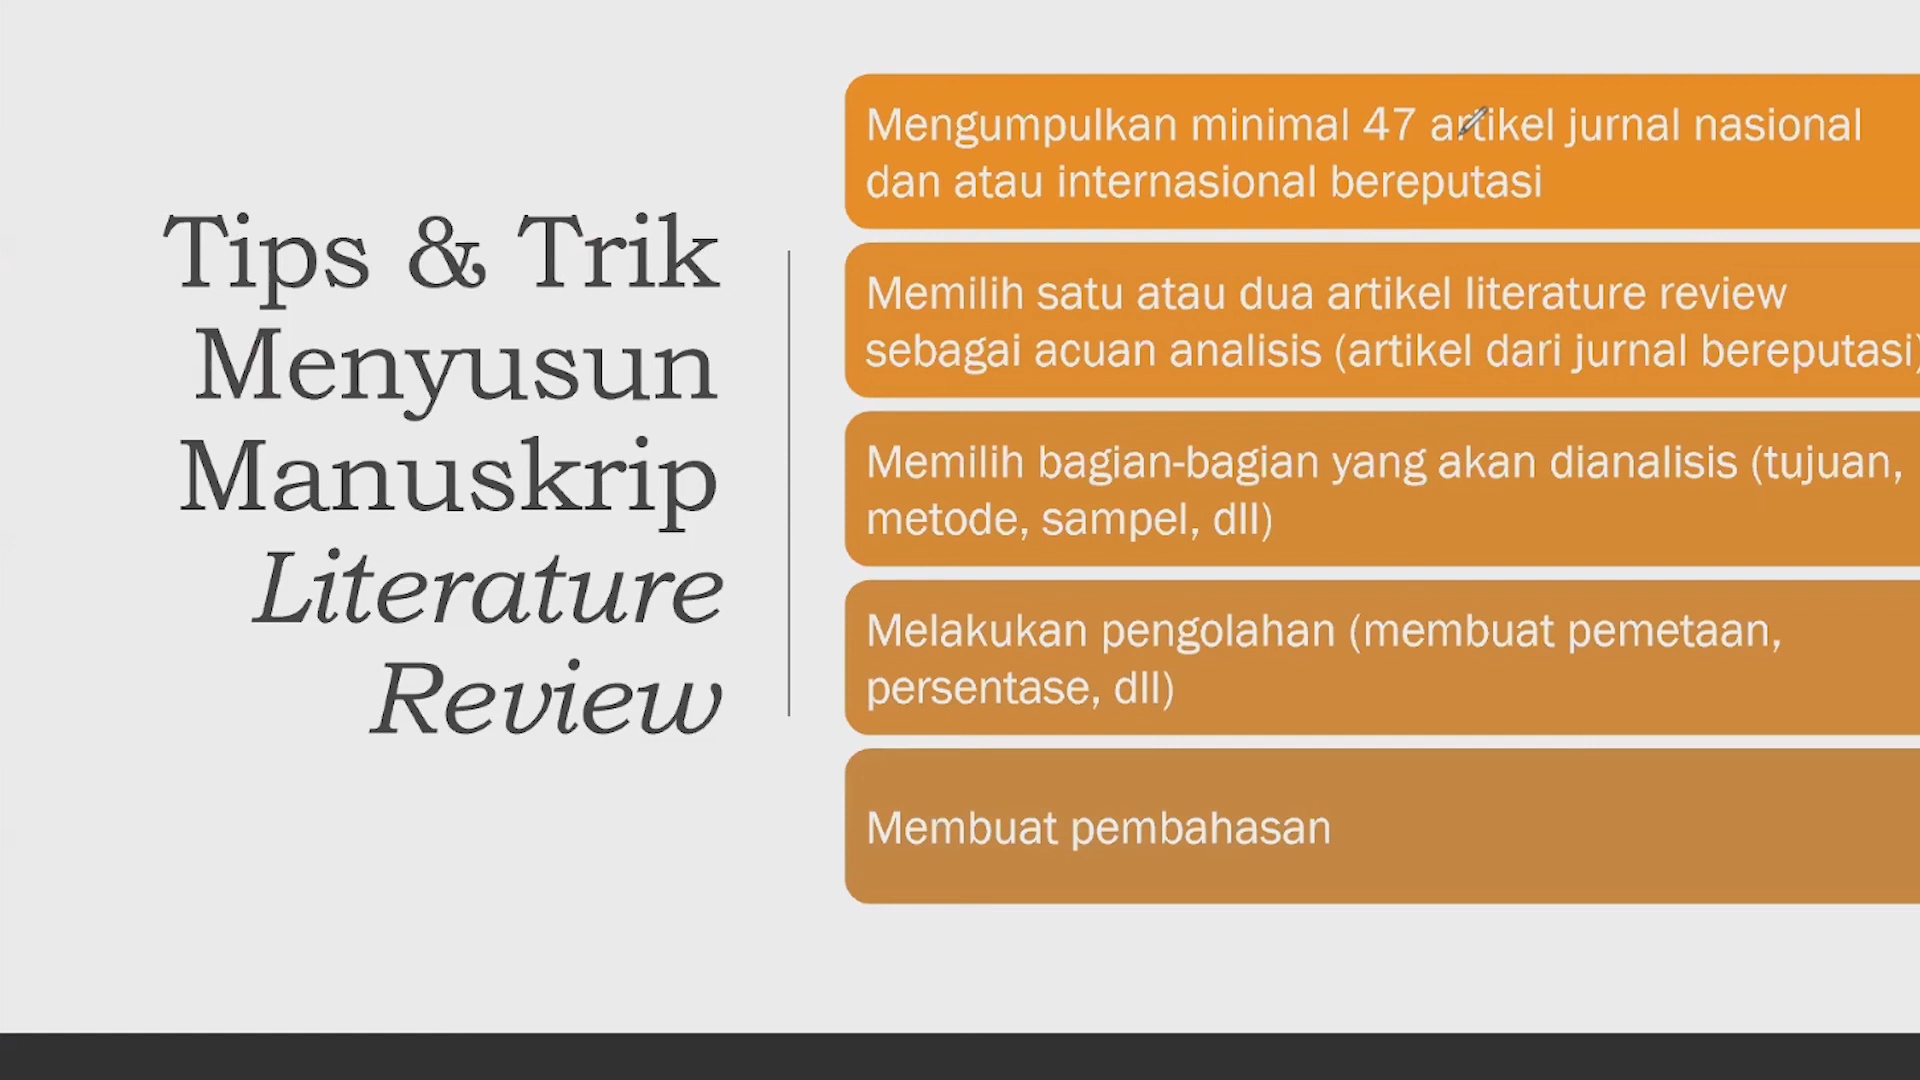 Tips & Trik
Menyusun
Manuskrip
Literature
Review
Mengumpulkan minimal 47 artikel jurnal nasional
dan atau internasional bereputasi
Memilih satu atau dua artikel literature review
sebagai acuan analisis (artikel dari jurnal bereputasi)
Memilih bagian-bagian yang akan dianalisis (tujuan,
metode, sampel, dll)
Melakukan pengolahan (membuat pemetaan,
persentase, dll)
Membuat pembahasan